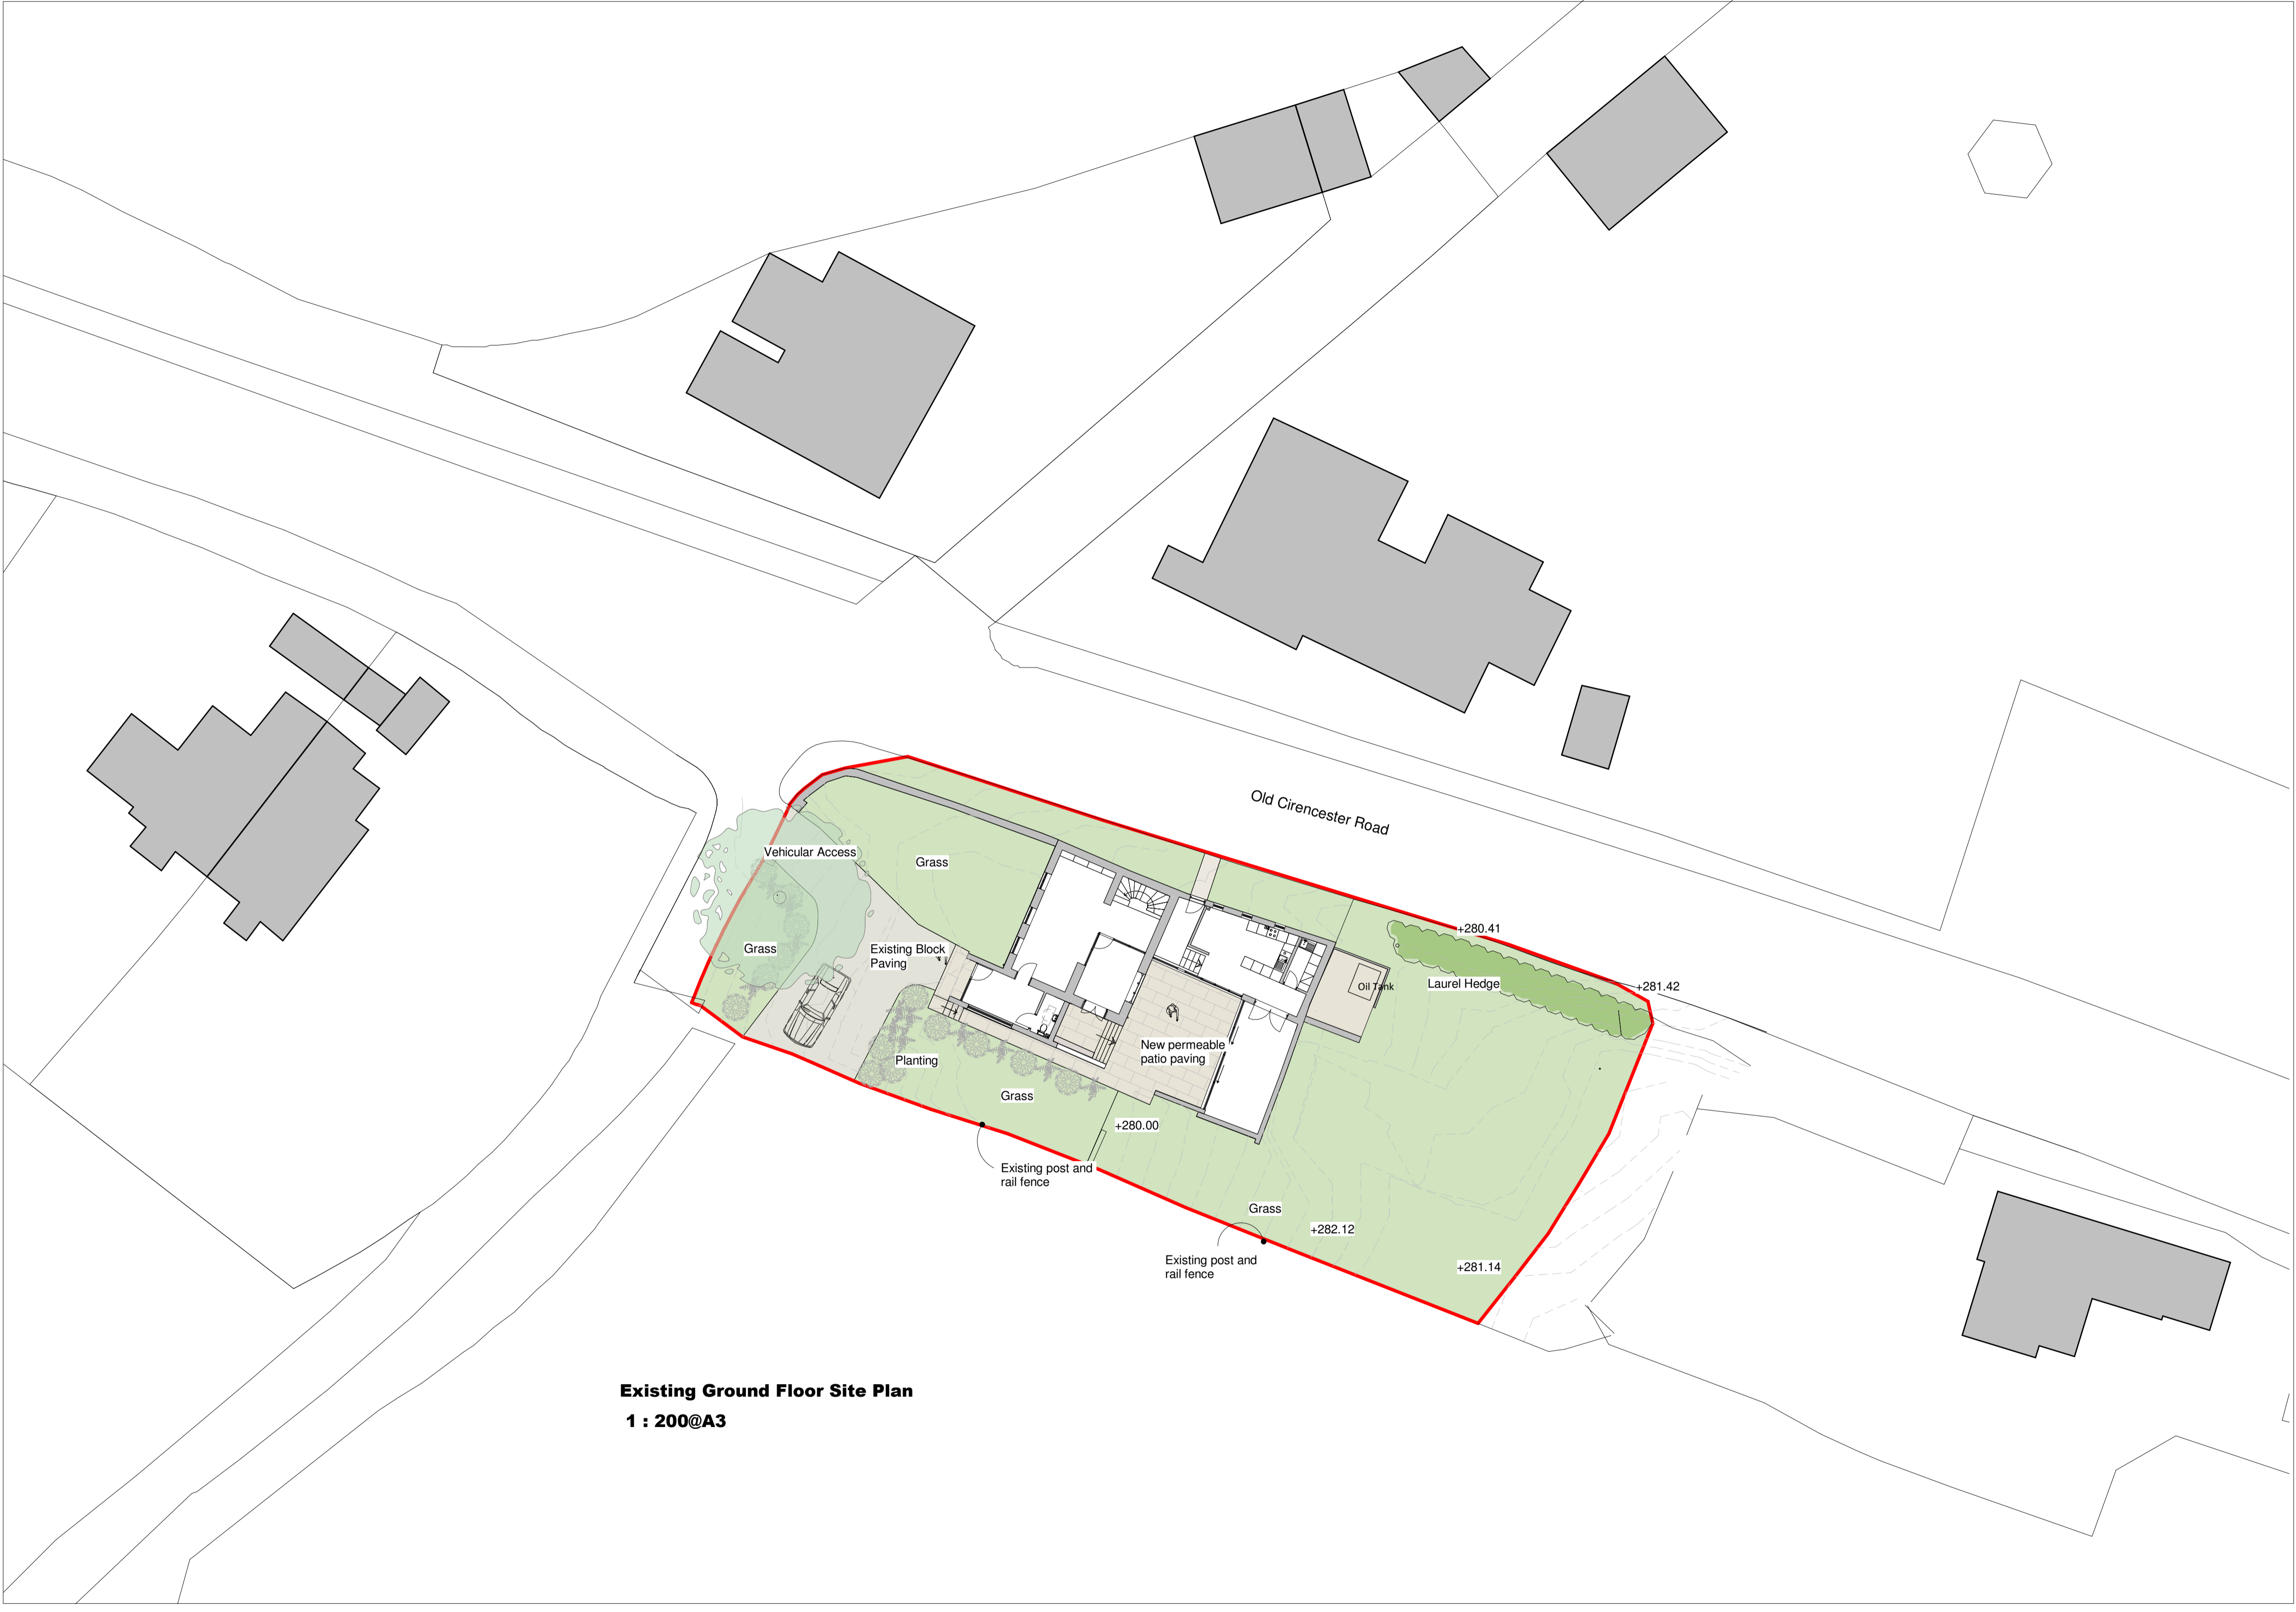 Old Cirencester Road
Vehicular Access
Grass
+280.41
Grass
Existing Block
Paving
Laurel Hedge
Oil Tank
+281.42
New permeable
patio paving
Planting
Grass
+280.00
Existing post and
rail fence
Grass
+282.12
Existing post and
rail fence
+281.14
Existing Ground Floor Site Plan
1 : 200@A3